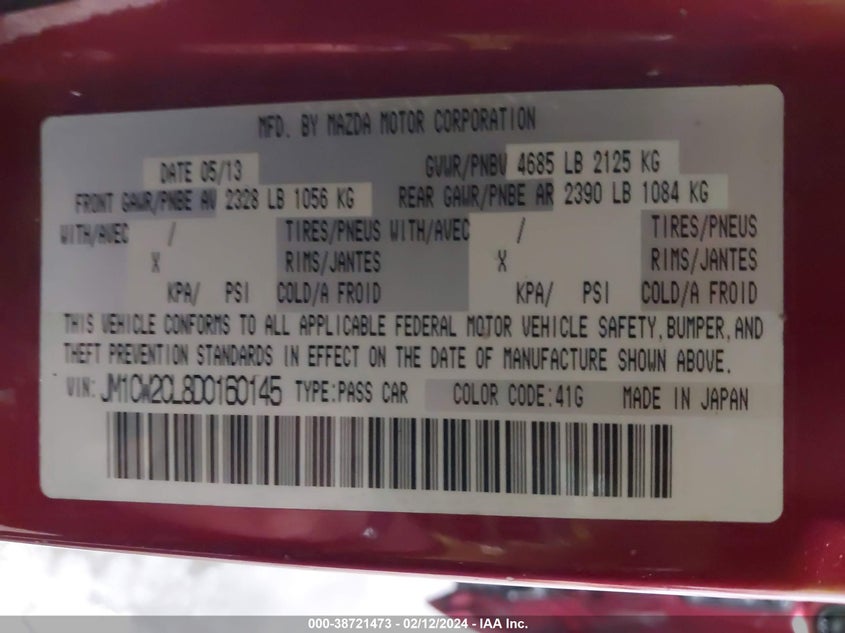 MFD. BY MAZDA MOTOR CORPORATION
DATE 05/13 GVWR/PNBV 4685 LB 2125 KG
FRONT GAWR/PNBE AV 2328 LB 1056 KG REAR GAWR/PNBE AR 2390 LB 1084 KG
WITH/AVEC / TIRES/PNEUS WITH/AVEC / TIRES/PNEUS
X RIMS/JANTES X RIMS/JANTES
KPA/ PSI COLD/A FROID KPA/ PSI COLD/A FROID
THIS VEHICLE CONFORMS TO ALL APPLICABLE FEDERAL MOTOR VEHICLE SAFETY, BUMPER, AND
THEFT PREVENTION STANDARDS IN EFFECT ON THE DATE OF MANUFACTURE SHOWN ABOVE.
VIN: JM1CW2CL8D0160145 TYPE:PASS CAR COLOR CODE:41G MADE IN JAPAN
000-38721473 - 02/12/2024 - IAA Inc.